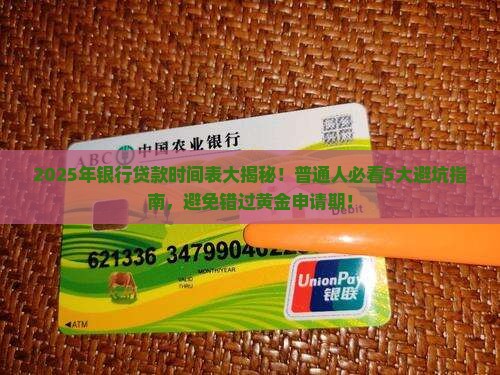 ABC 中国农业银行
2025年银行贷款时间表大揭秘！普通人必看5大避坑指
南，避免错过黄金申请期！
Debit
621336 34799040
MONTH/YEAR
VALID
THRU
UnionPay
银联
ATM